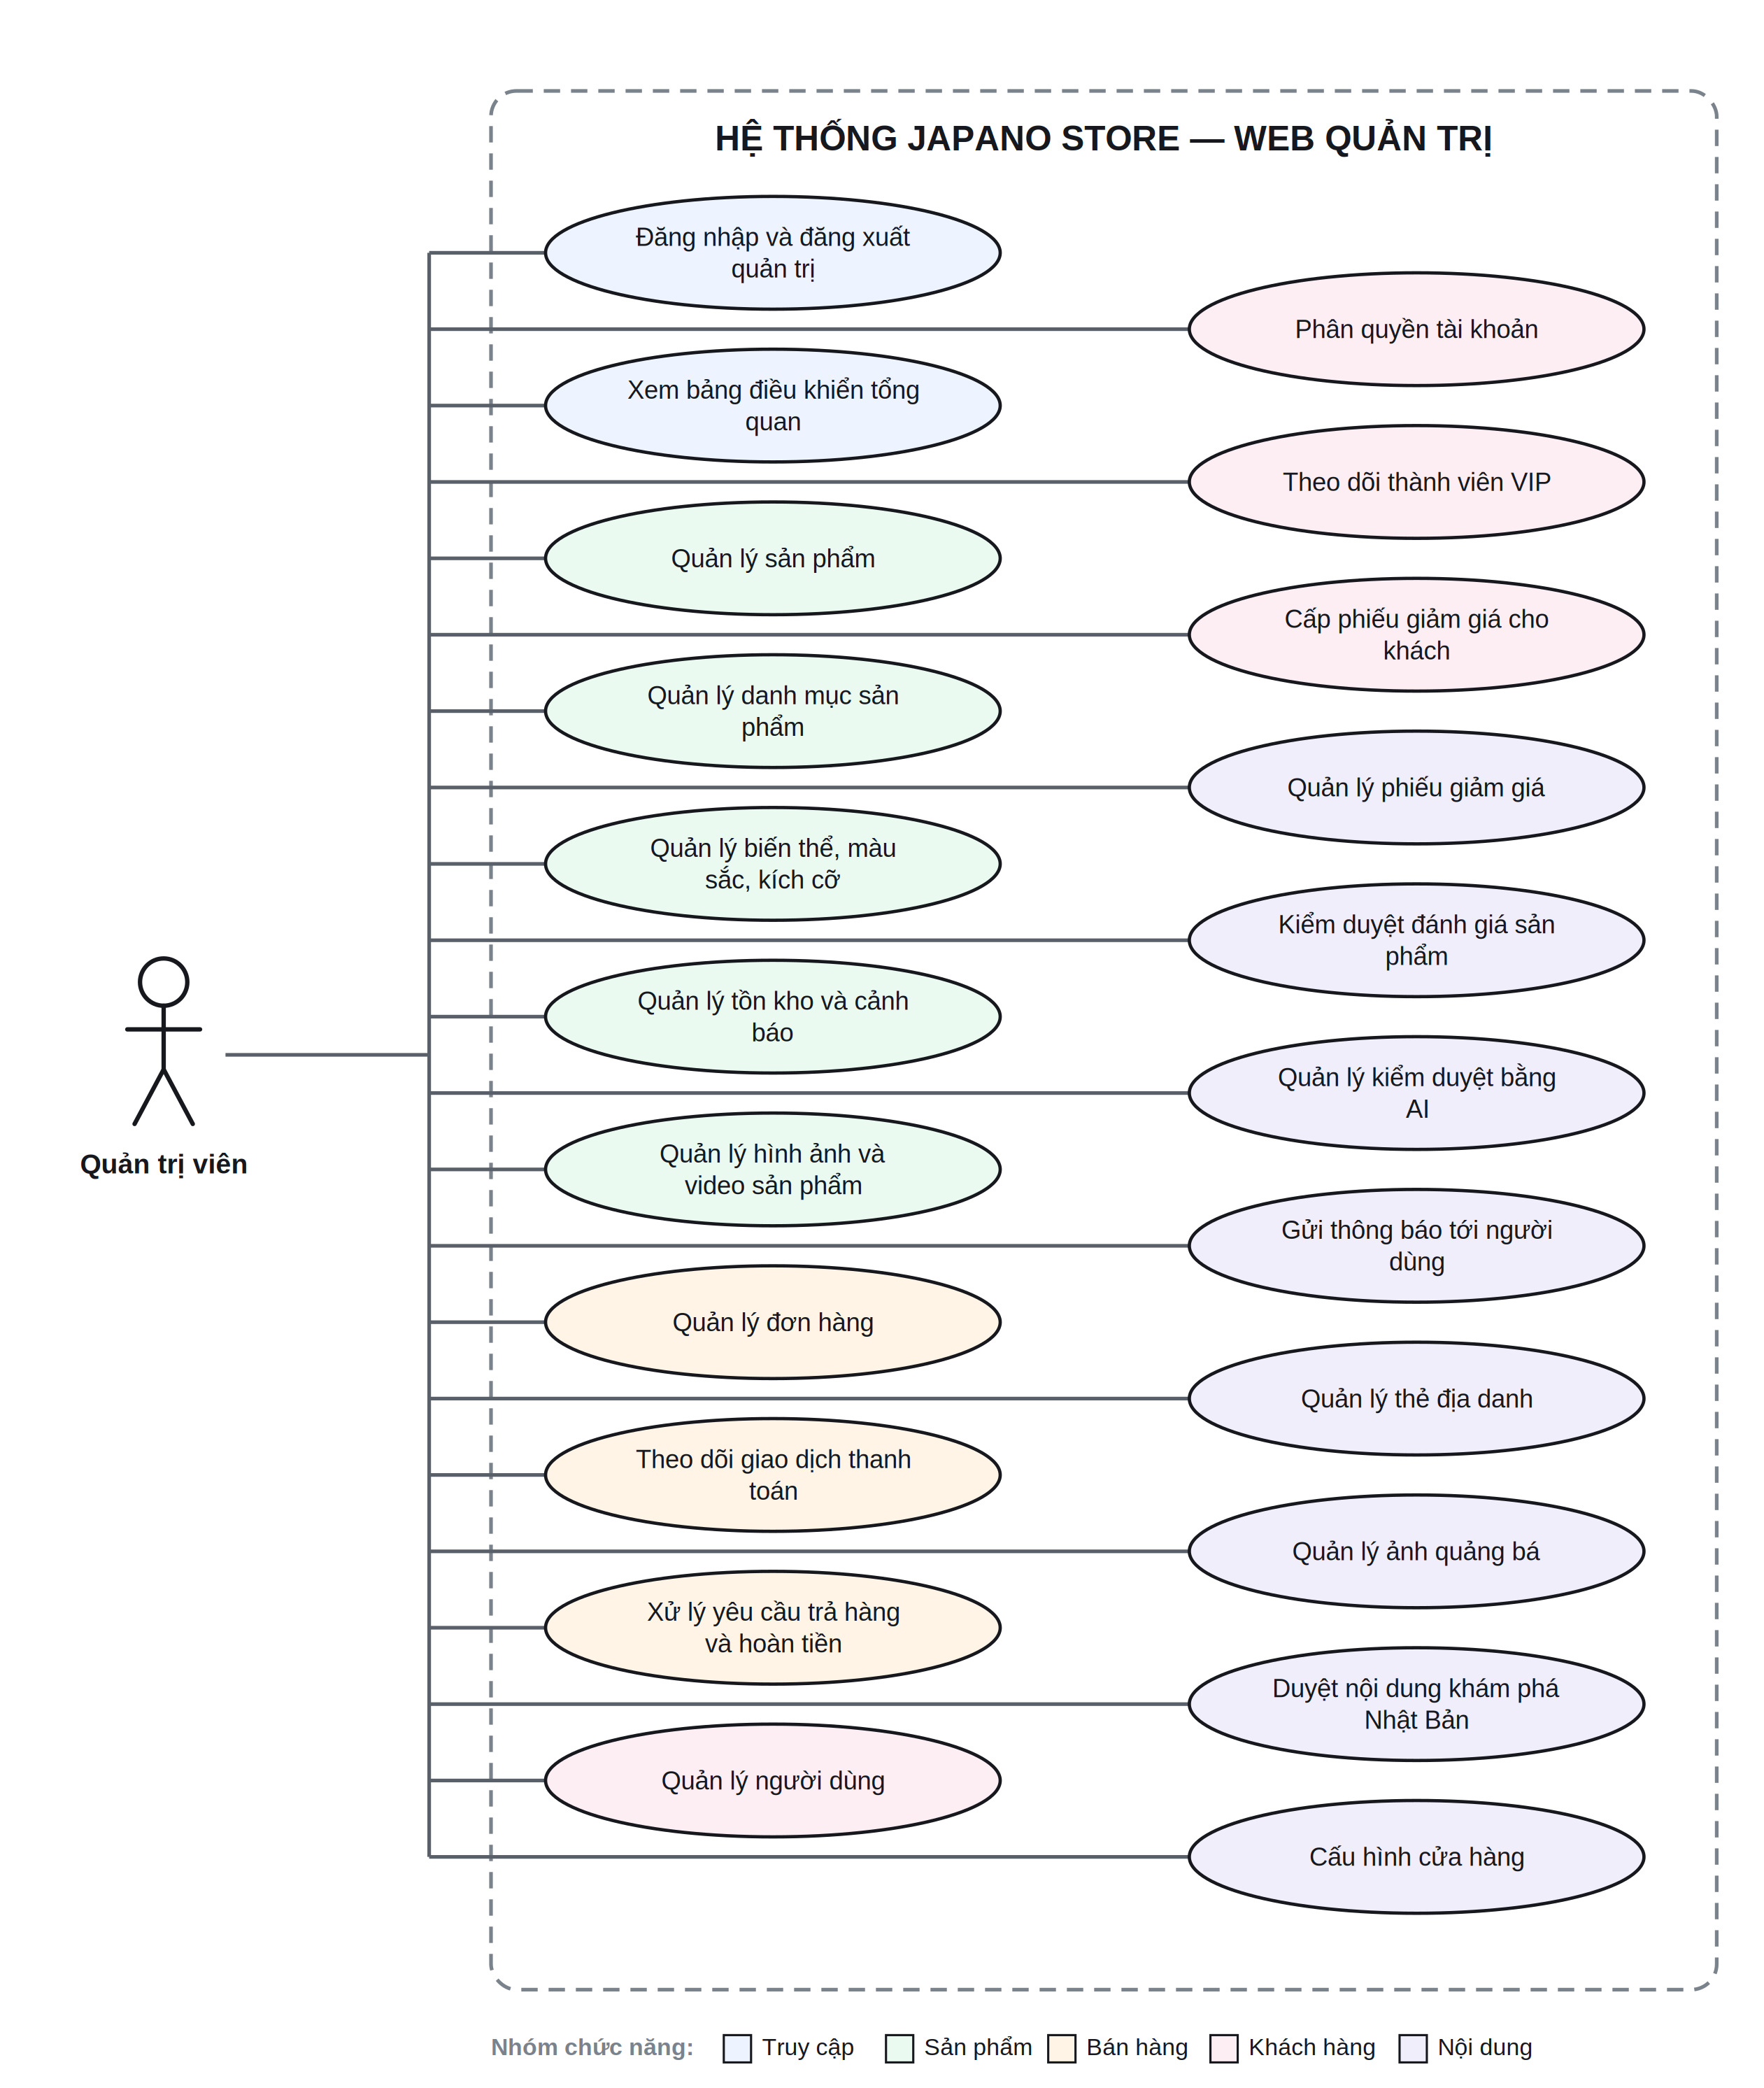 HỆ THỐNG JAPANO STORE — WEB QUẢN TRỊ
Đăng nhập và đăng xuất
quản trị
Phân quyền tài khoản
Xem bảng điều khiển tổng
quan
Theo dõi thành viên VIP
Quản lý sản phẩm
Cấp phiếu giảm giá cho
khách
Quản lý danh mục sản
phẩm
Quản lý phiếu giảm giá
Quản lý biến thể, màu
sắc, kích cỡ
Kiểm duyệt đánh giá sản
phẩm
Quản lý tồn kho và cảnh
báo
Quản lý kiểm duyệt bằng
AI
Quản trị viên
Quản lý hình ảnh và
video sản phẩm
Gửi thông báo tới người
dùng
Quản lý đơn hàng
Quản lý thẻ địa danh
Theo dõi giao dịch thanh
toán
Quản lý ảnh quảng bá
Xử lý yêu cầu trả hàng
và hoàn tiền
Duyệt nội dung khám phá
Nhật Bản
Quản lý người dùng
Cấu hình cửa hàng
Nhóm chức năng: Truy cập Sản phẩm Bán hàng Khách hàng Nội dung